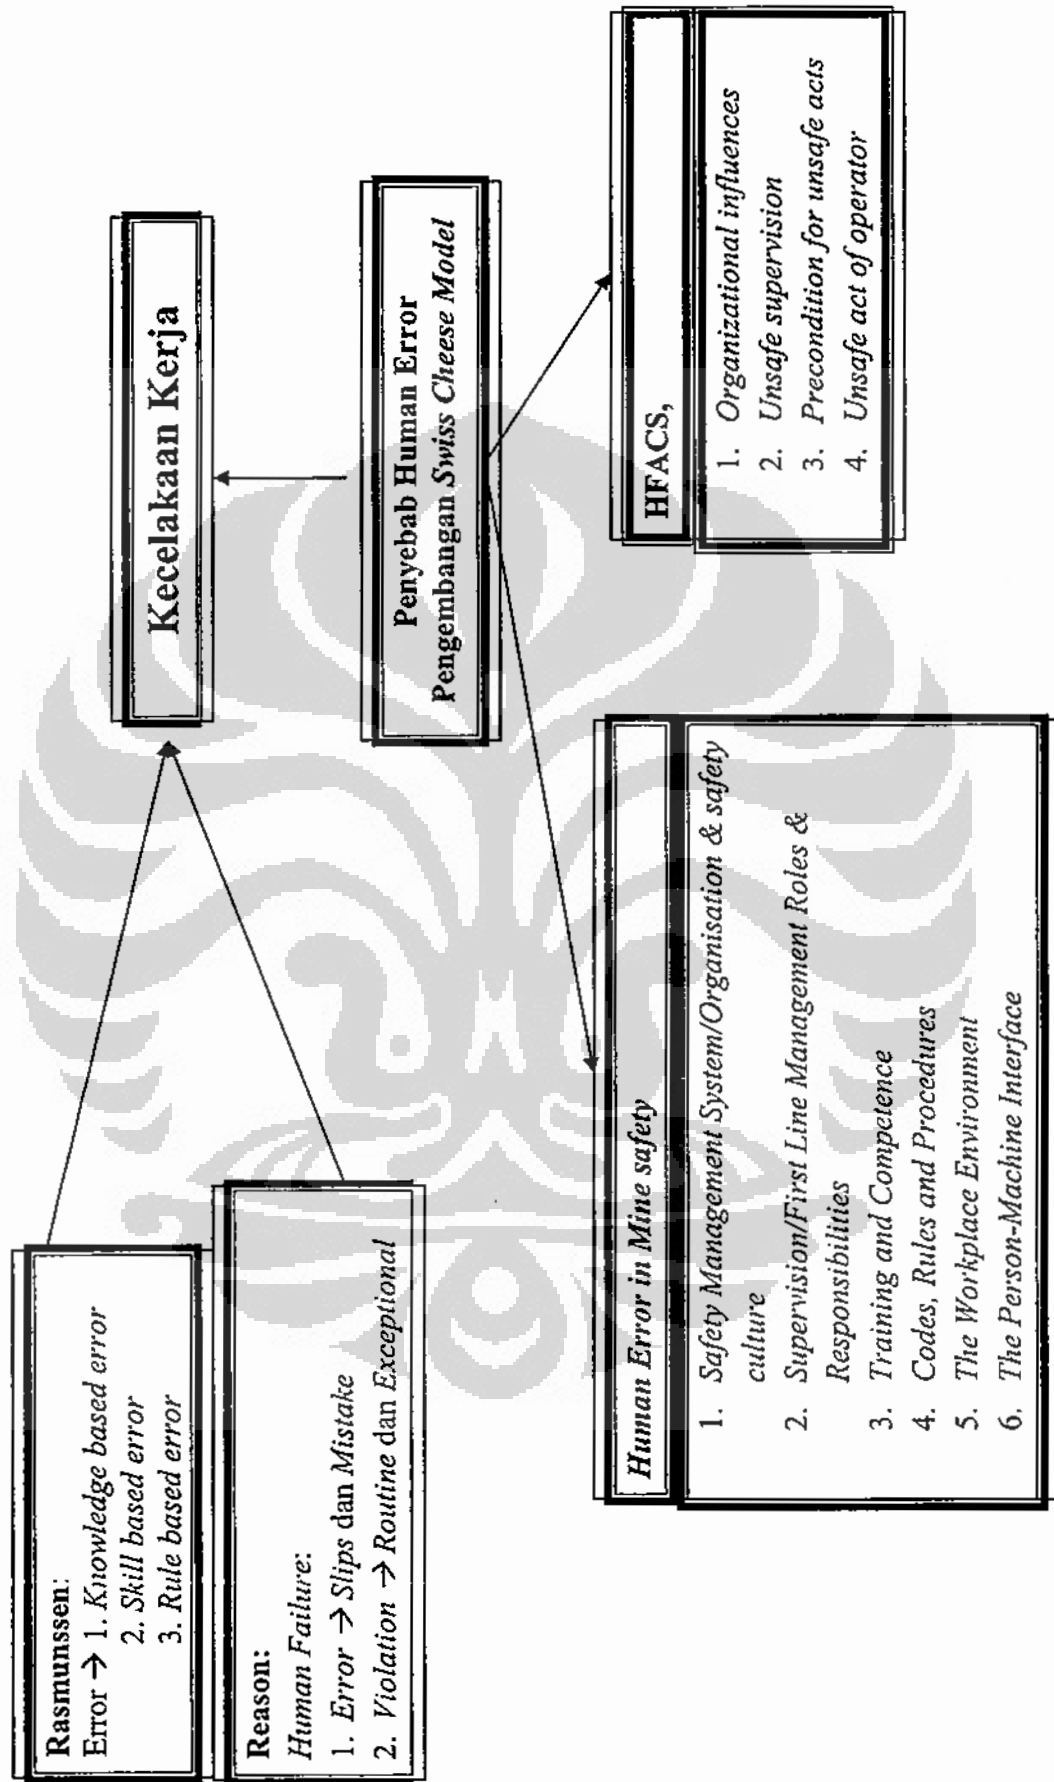 Rasmunssen:
Error → 1. Knowledge based error
2. Skill based error
3. Rule based error
Reason:
Human Failure:
1. Error → Slips dan Mistake
2. Violation → Routine dan Exceptional
Kecelakaan Kerja
Penyebab Human Error
Pengembangan Swiss Cheese Model
Human Error in Mine safety
1. Safety Management System/Organisation & safety
culture
2. Supervision/First Line Management Roles &
Responsibilities
3. Training and Competence
4. Codes, Rules and Procedures
5. The Workplace Environment
6. The Person-Machine Interface
HFACS,
1. Organizational influences
2. Unsafe supervision
3. Precondition for unsafe acts
4. Unsafe act of operator